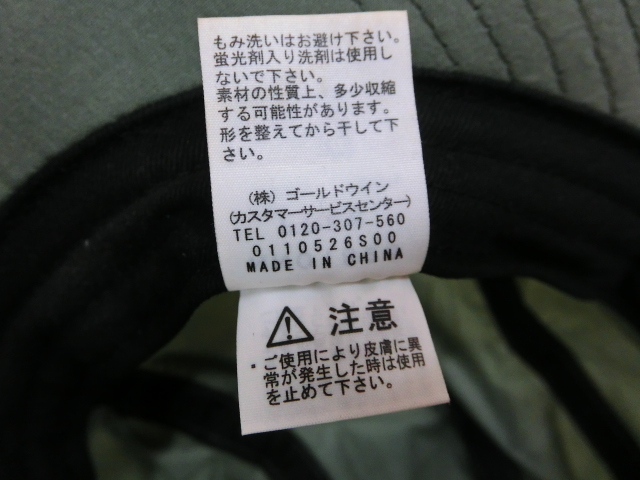 もみ洗いはお避け下さい。
蛍光剤入り洗剤は使用し
ないで下さい。
素材の性質上、多少収縮
する可能性があります。
形を整えてから干して下
さい。
(株) ゴールドウイン
(カスタマーサービスセンター)
TEL 0120-307-560
0110526S00
MADE IN CHINA
注意
・ご使用により皮膚に異
常が発生した時は使用
を止めて下さい。